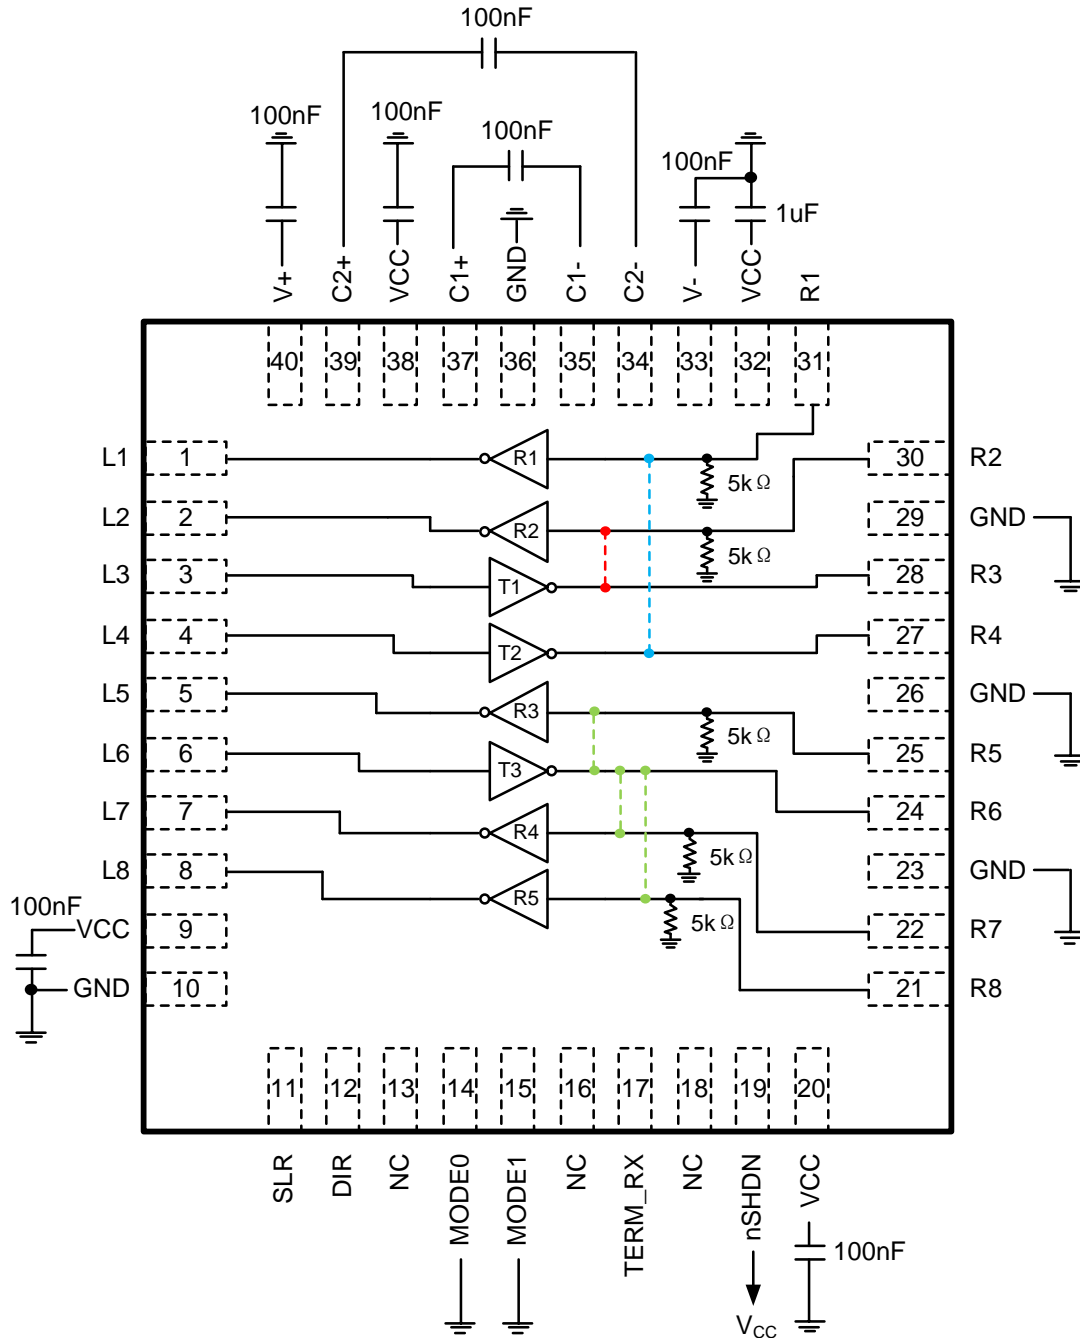 100nF
100nF
100nF
100nF
100nF
1uF
V+
C2+
VCC
C1+
GND
C1-
C2-
V-
VCC
R1
40
39
38
37
36
35
34
33
32
31
L1
1
R1
5kΩ
30
R2
L2
2
R2
5kΩ
29
GND
L3
3
T1
28
R3
L4
4
T2
27
R4
L5
5
R3
5kΩ
26
GND
L6
6
T3
25
R5
L7
7
R4
5kΩ
24
R6
L8
8
R5
5kΩ
23
GND
100nF
VCC
9
22
R7
GND
10
21
R8
11
12
13
14
15
16
17
18
19
20
SLR
DIR
NC
MODE0
MODE1
NC
TERM_RX
NC
nSHDN
VCC
100nF
VCC